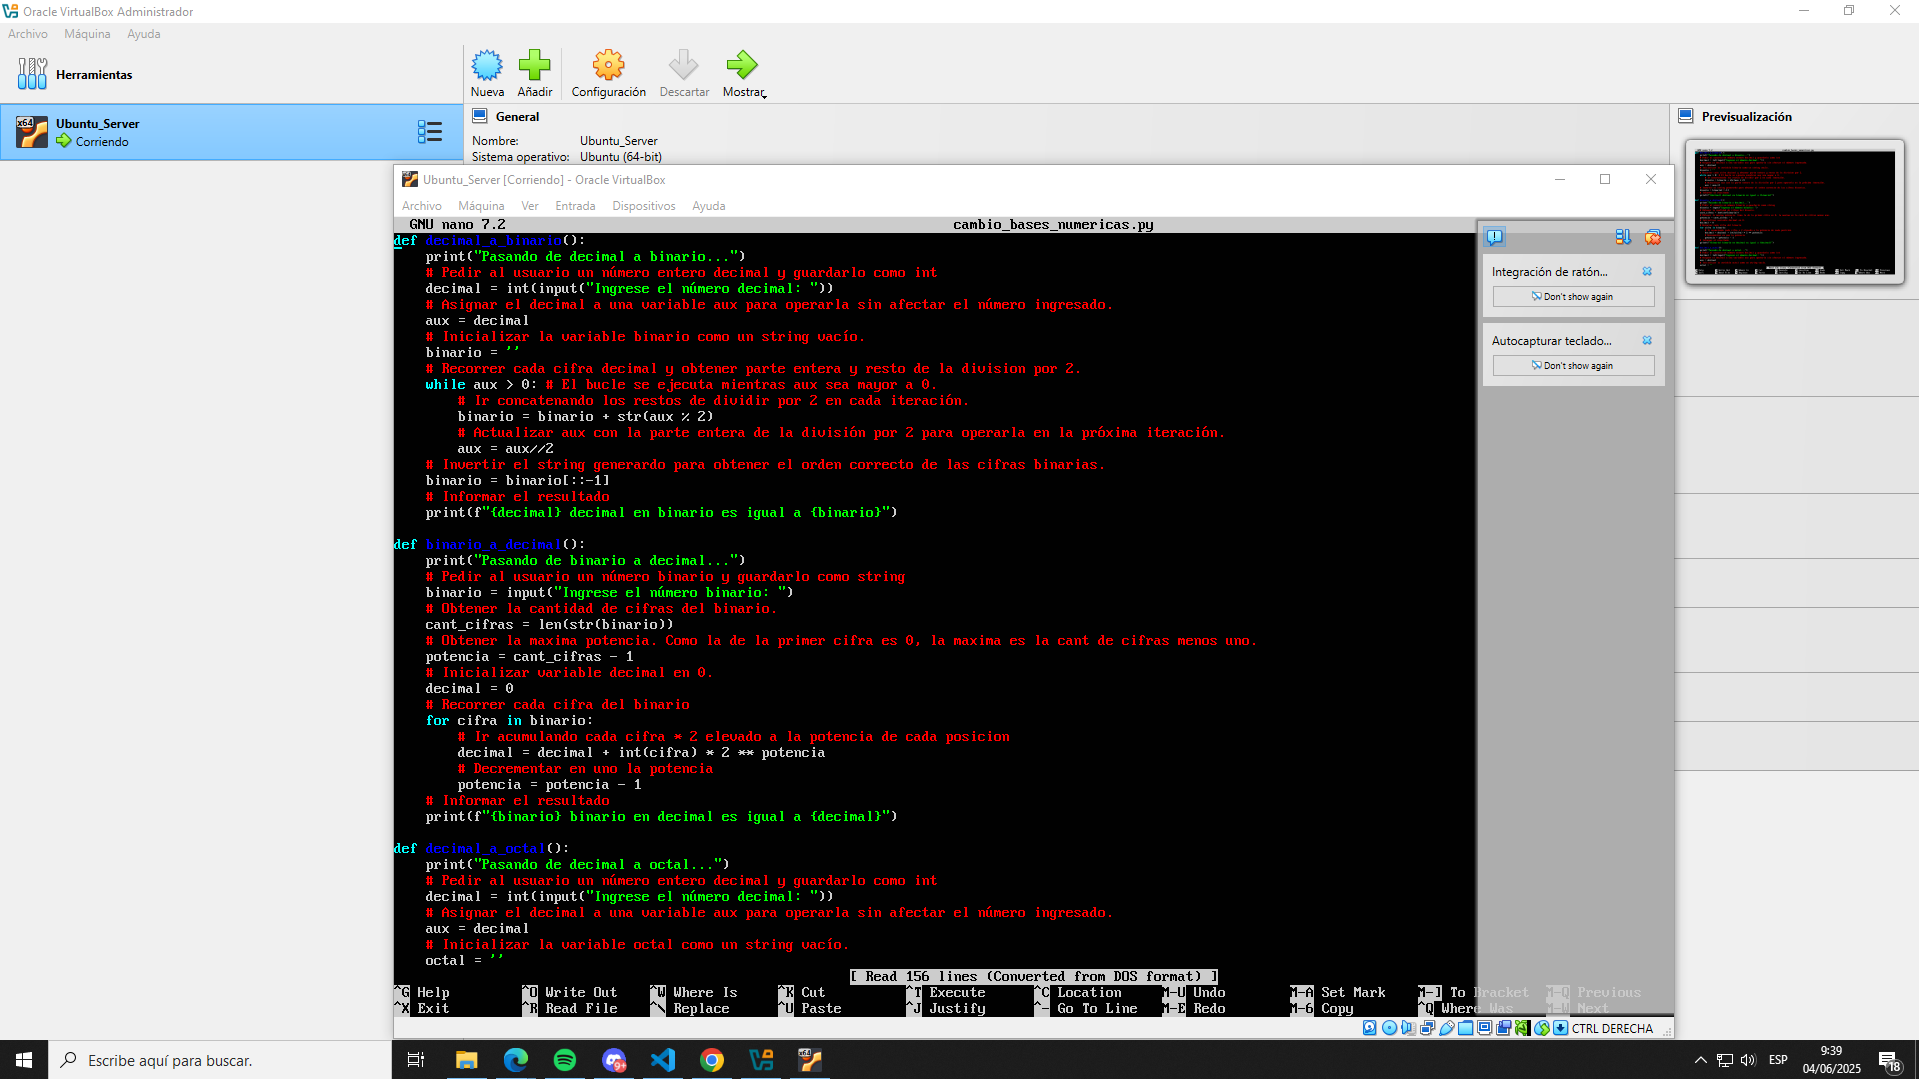 Oracle VirtualBox Administrador
Archivo Máquina Ayuda
Herramientas
Nueva Añadir Configuración Descartar Mostrar
x64
Ubuntu_Server
Corriendo
General
Nombre: Ubuntu_Server
Sistema operativo: Ubuntu (64-bit)
Previsualización
Ubuntu_Server [Corriendo] - Oracle VirtualBox
Archivo Máquina Ver Entrada Dispositivos Ayuda
GNU nano 7.2 cambio_bases_numericas.py
def decimal_a_binario():
    print("Pasando de decimal a binario...")
    # Pedir al usuario un número entero decimal y guardarlo como int
    decimal = int(input("Ingrese el número decimal: "))
    # Asignar el decimal a una variable aux para operarla sin afectar el número ingresado.
    aux = decimal
    # Inicializar la variable binario como un string vacío.
    binario = ''
    # Recorrer cada cifra decimal y obtener parte entera y resto de la division por 2.
    while aux > 0: # El bucle se ejecuta mientras aux sea mayor a 0.
        # Ir concatenando los restos de dividir por 2 en cada iteración.
        binario = binario + str(aux % 2)
        # Actualizar aux con la parte entera de la división por 2 para operarla en la próxima iteración.
        aux = aux//2
    # Invertir el string generardo para obtener el orden correcto de las cifras binarias.
    binario = binario[::-1]
    # Informar el resultado
    print(f"{decimal} decimal en binario es igual a {binario}")
def binario_a_decimal():
    print("Pasando de binario a decimal...")
    # Pedir al usuario un número binario y guardarlo como string
    binario = input("Ingrese el número binario: ")
    # Obtener la cantidad de cifras del binario.
    cant_cifras = len(str(binario))
    # Obtener la maxima potencia. Como la de la primer cifra es 0, la maxima es la cant de cifras menos uno.
    potencia = cant_cifras - 1
    # Inicializar variable decimal en 0.
    decimal = 0
    # Recorrer cada cifra del binario
    for cifra in binario:
        # Ir acumulando cada cifra * 2 elevado a la potencia de cada posicion
        decimal = decimal + int(cifra) * 2 ** potencia
        # Decrementar en uno la potencia
        potencia = potencia - 1
    # Informar el resultado
    print(f"{binario} binario en decimal es igual a {decimal}")
def decimal_a_octal():
    print("Pasando de decimal a octal...")
    # Pedir al usuario un número entero decimal y guardarlo como int
    decimal = int(input("Ingrese el número decimal: "))
    # Asignar el decimal a una variable aux para operarla sin afectar el número ingresado.
    aux = decimal
    # Inicializar la variable octal como un string vacío.
    octal = ''
[ Read 156 lines (Converted from DOS format) ]
^G Help ^O Write Out ^W Where Is ^K Cut ^T Execute ^C Location M-U Undo M-A Set Mark M-] To Bracket M-Q Previous
^X Exit ^R Read File ^\ Replace ^U Paste ^J Justify ^- Go To Line M-E Redo M-6 Copy ^Q Where Was M-W Next
Integración de ratón...
Don't show again
Autocapturar teclado...
Don't show again
CTRL DERECHA
Escribe aquí para buscar.
ESP
9:39
04/06/2025
18